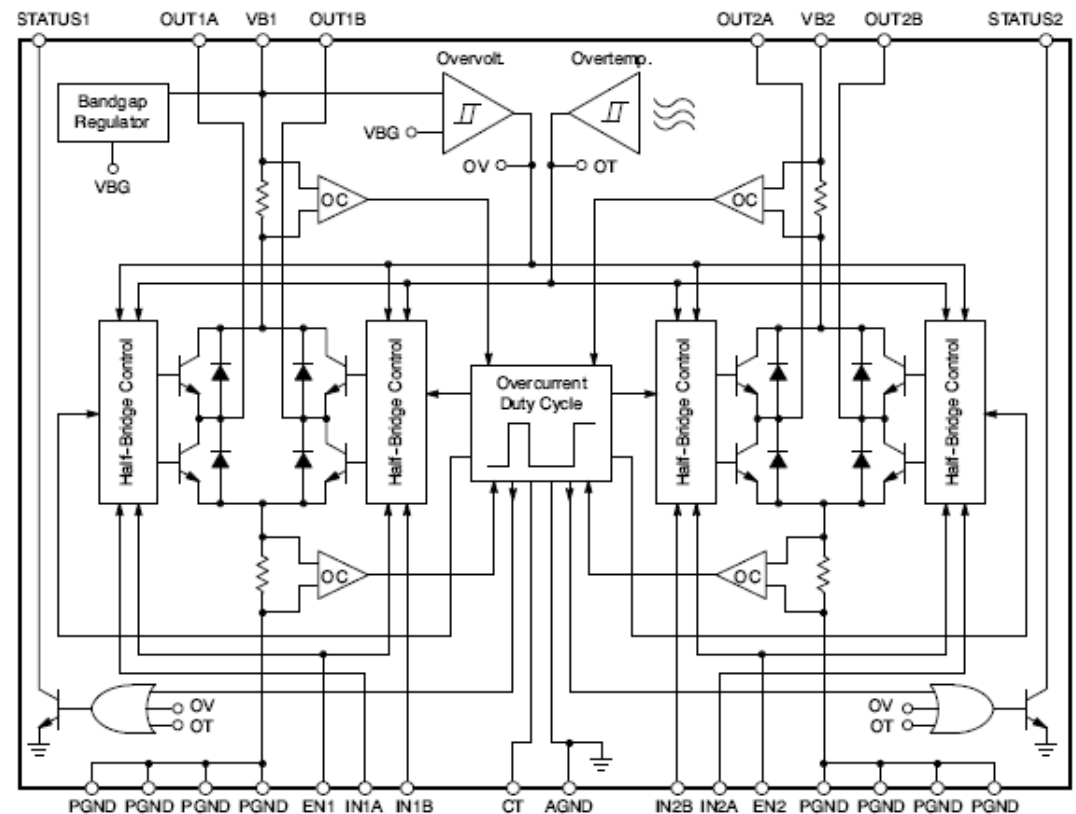 STATUS1 OUT1A VB1 OUT1B OUT2A VB2 OUT2B STATUS2
Overvolt. Overtemp.
Bandgap
Regulator
VBG
VBG
OV
OT
OC
OC
Half-Bridge Control
Half-Bridge Control
Overcurrent
Duty Cycle
Half-Bridge Control
Half-Bridge Control
OC
OC
OV
OT
OV
OT
PGND PGND PGND PGND EN1 IN1A IN1B CT AGND IN2B IN2A EN2 PGND PGND PGND PGND